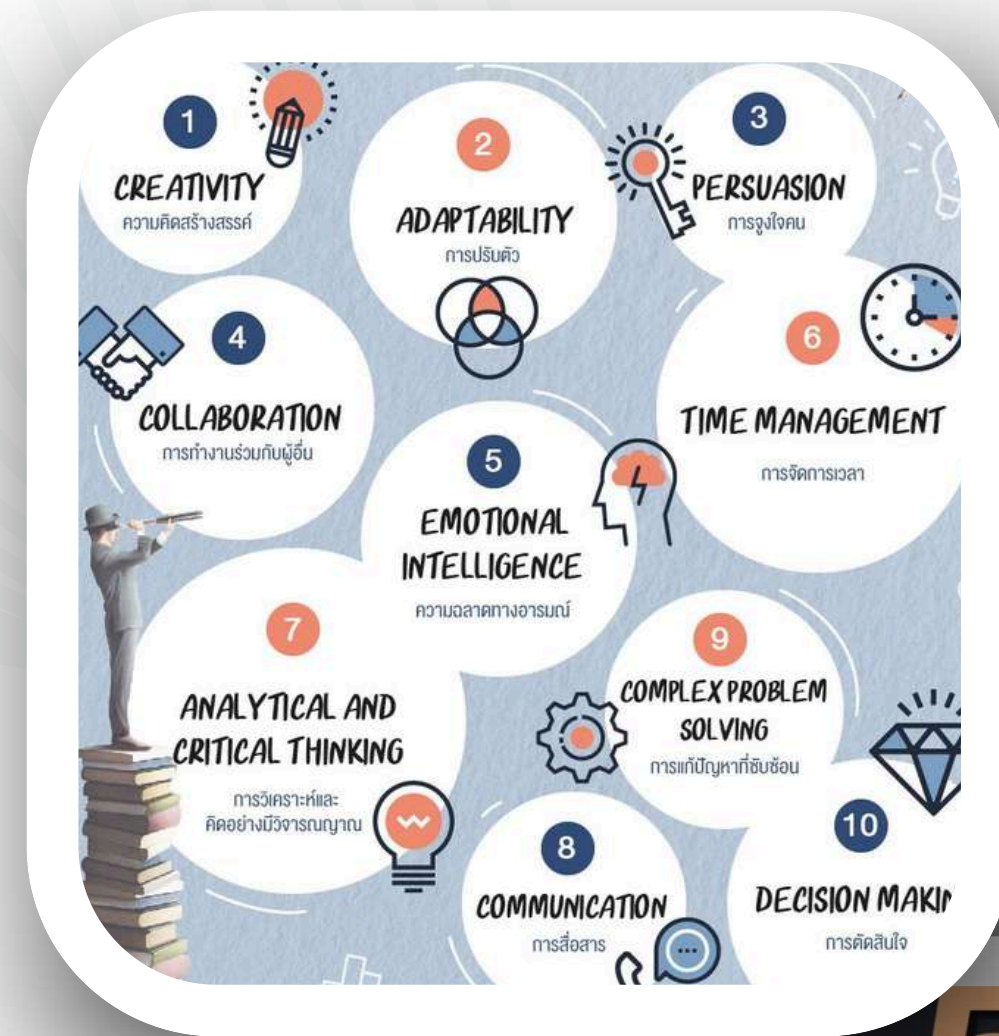 1
CREATIVITY
ความคิดสร้างสรรค์
2
ADAPTABILITY
การปรับตัว
3
PERSUASION
การจูงใจคน
4
COLLABORATION
การทำงานร่วมกับผู้อื่น
5
EMOTIONAL
INTELLIGENCE
ความฉลาดทางอารมณ์
6
TIME MANAGEMENT
การจัดการเวลา
7
ANALYTICAL AND
CRITICAL THINKING
การวิเคราะห์และ
คิดอย่างมีวิจารณญาณ
8
COMMUNICATION
การสื่อสาร
9
COMPLEX PROBLEM
SOLVING
การแก้ปัญหาที่ซับซ้อน
10
DECISION MAKIN
การตัดสินใจ